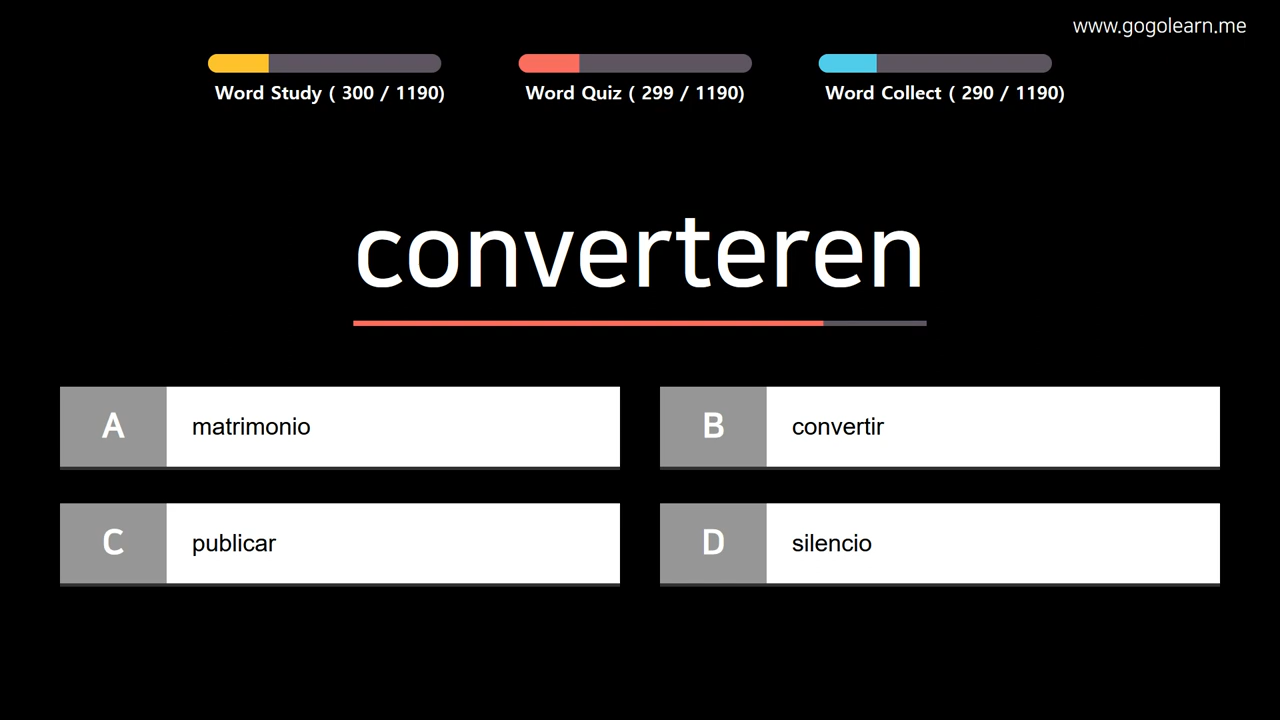 www.gogolearn.me
Word Study ( 300 / 1190)
Word Quiz ( 299 / 1190)
Word Collect ( 290 / 1190)
converteren
A matrimonio
B convertir
C publicar
D silencio